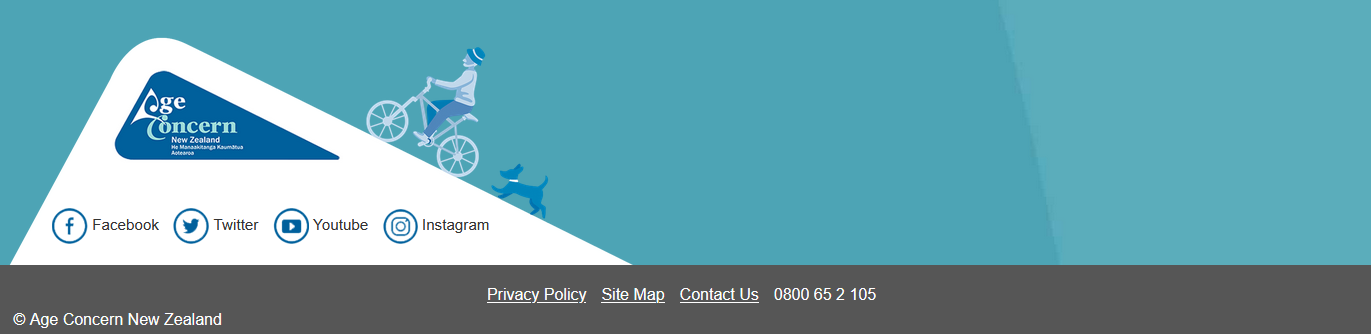 Age
Concern
New Zealand
He Manaakitanga Kaumātua
Aotearoa
Facebook Twitter Youtube Instagram
Privacy Policy Site Map Contact Us 0800 65 2 105
© Age Concern New Zealand